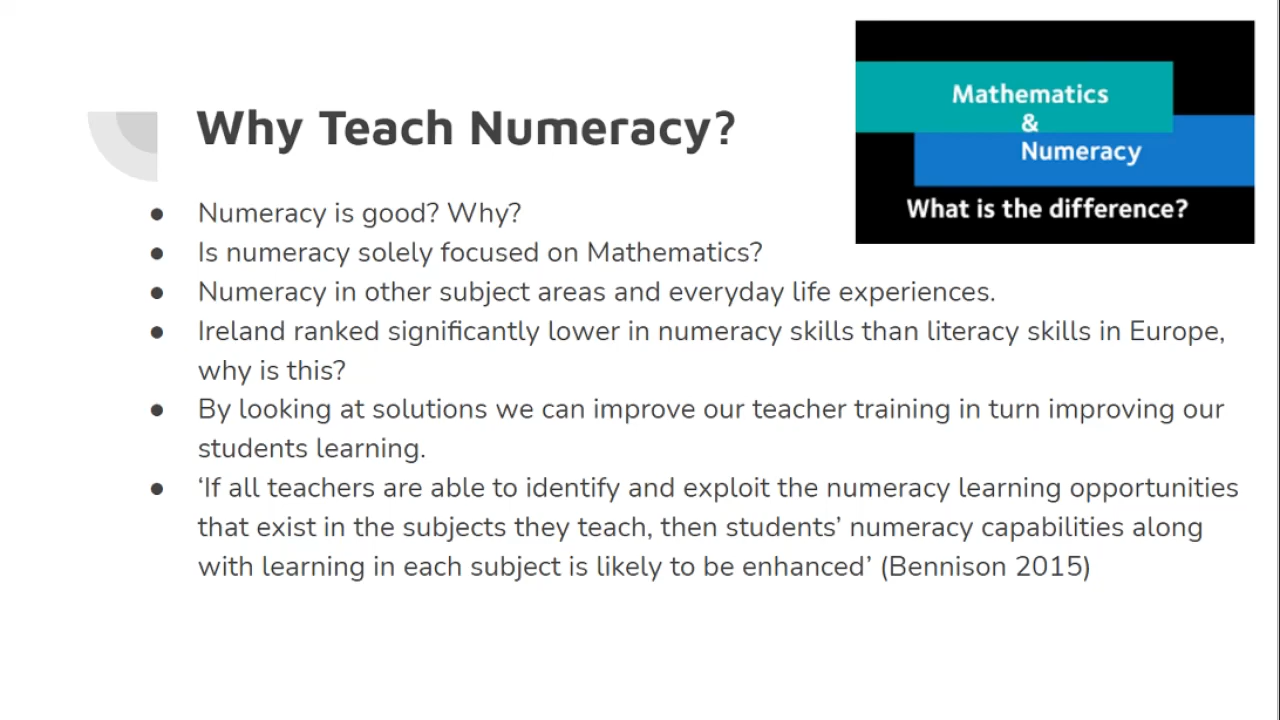 Mathematics
&
Numeracy
What is the difference?
Why Teach Numeracy?
● Numeracy is good? Why?
● Is numeracy solely focused on Mathematics?
● Numeracy in other subject areas and everyday life experiences.
● Ireland ranked significantly lower in numeracy skills than literacy skills in Europe,
why is this?
● By looking at solutions we can improve our teacher training in turn improving our
students learning.
● ‘If all teachers are able to identify and exploit the numeracy learning opportunities
that exist in the subjects they teach, then students’ numeracy capabilities along
with learning in each subject is likely to be enhanced’ (Bennison 2015)